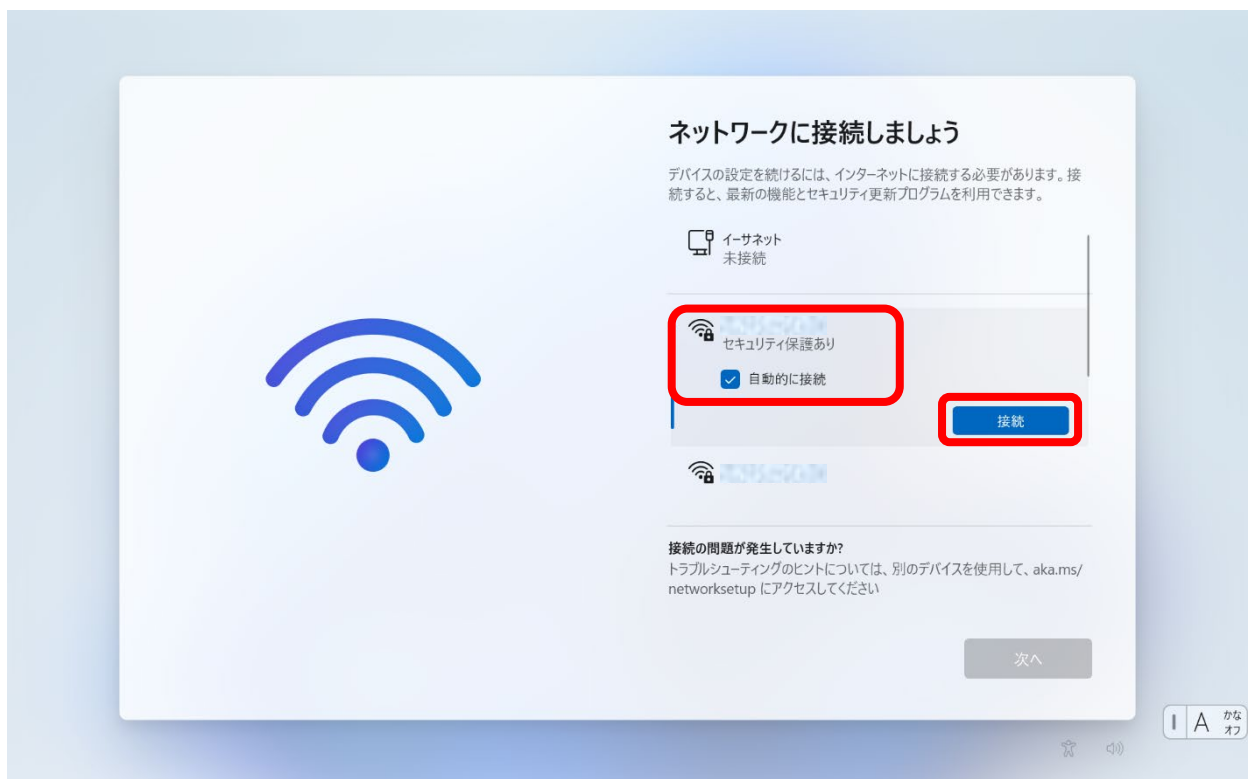 ネットワークに接続しましょう
デバイスの設定を続けるには、インターネットに接続する必要があります。接
続すると、最新の機能とセキュリティ更新プログラムを利用できます。
イーサネット
未接続
セキュリティ保護あり
自動的に接続
接続
接続の問題が発生していますか?
トラブルシューティングのヒントについては、別のデバイスを使用して、aka.ms/
networksetup にアクセスしてください
次へ
A かな
オフ